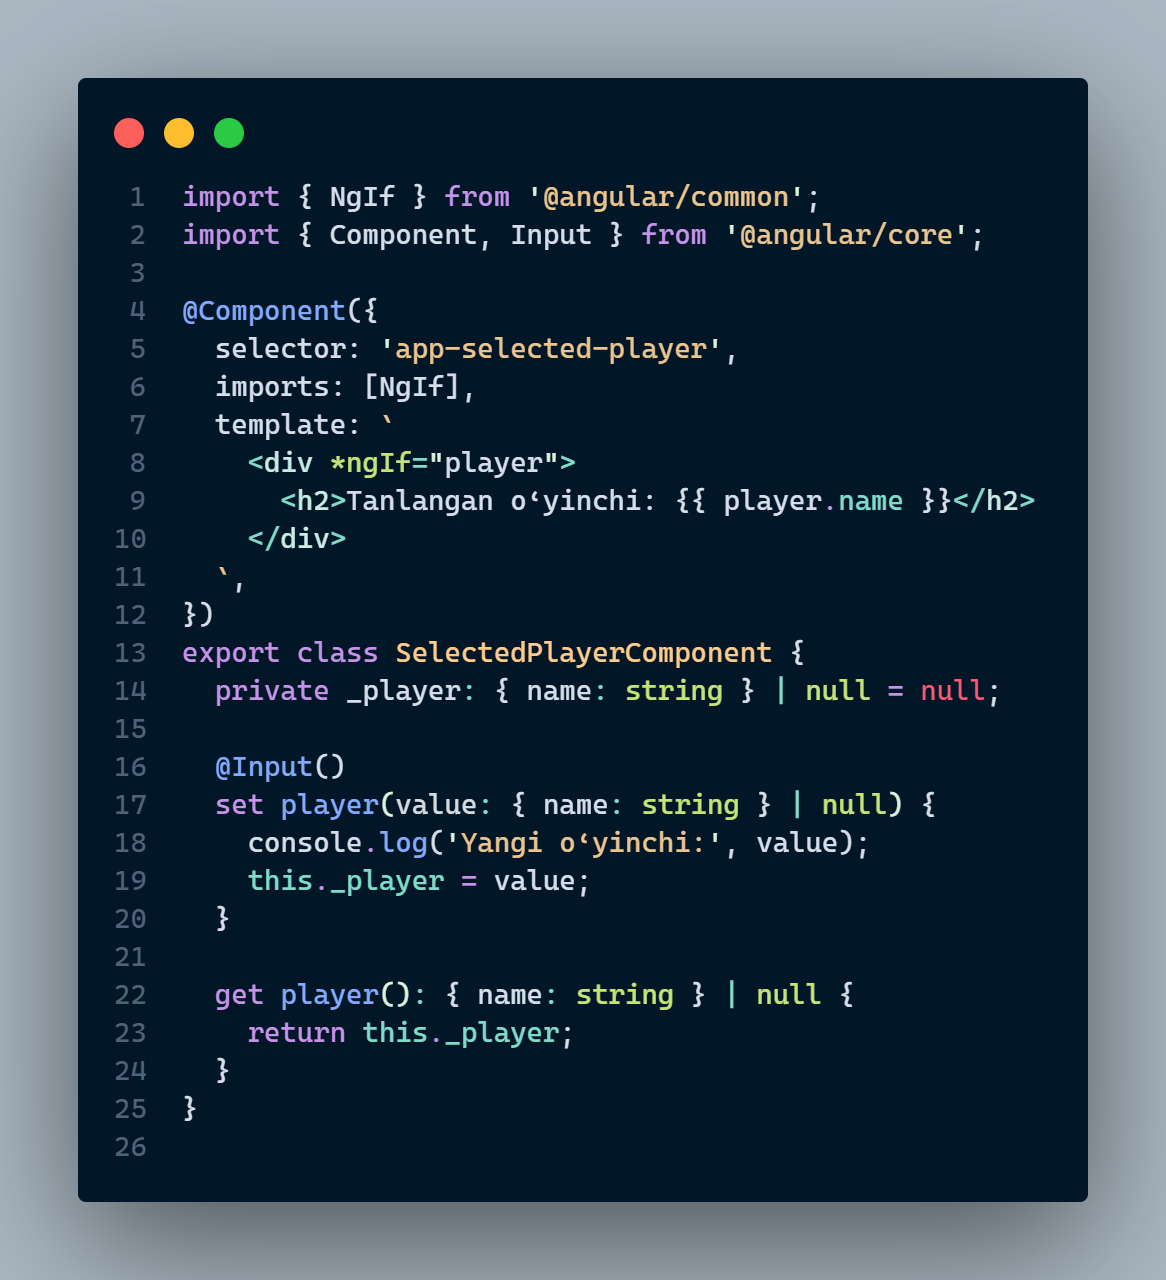 1 import { NgIf } from '@angular/common';
2 import { Component, Input } from '@angular/core';
3
4 @Component({
5   selector: 'app-selected-player',
6   imports: [NgIf],
7   template: `
8     <div *ngIf="player">
9       <h2>Tanlangan o‘yinchi: {{ player.name }}</h2>
10     </div>
11   `,
12 })
13 export class SelectedPlayerComponent {
14   private _player: { name: string } | null = null;
15
16   @Input()
17   set player(value: { name: string } | null) {
18     console.log('Yangi o‘yinchi:', value);
19     this._player = value;
20   }
21
22   get player(): { name: string } | null {
23     return this._player;
24   }
25 }
26